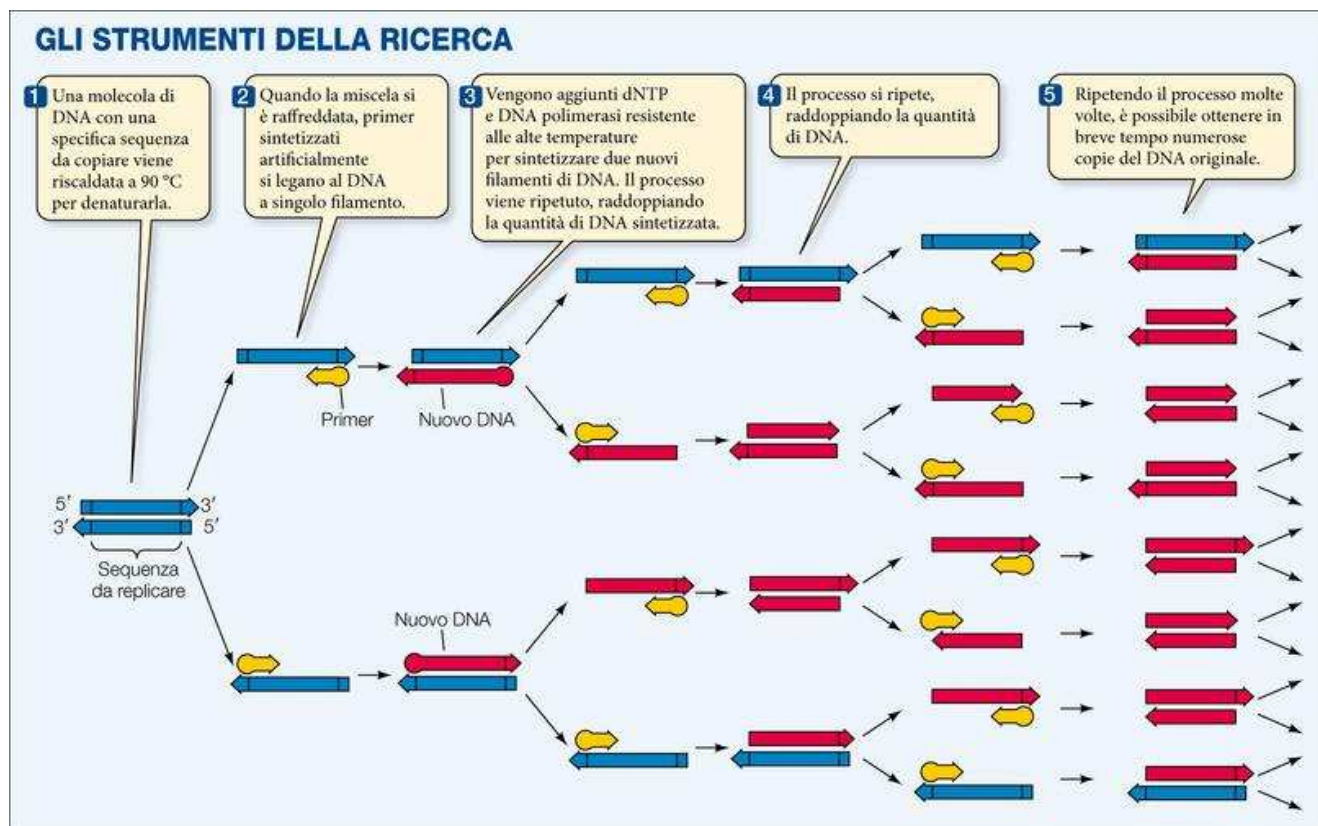 GLI STRUMENTI DELLA RICERCA
1
Una molecola di
DNA con una
specifica sequenza
da copiare viene
riscaldata a 90 °C
per denaturarla.
2
Quando la miscela si
è raffreddata, primer
sintetizzati
artificialmente
si legano al DNA
a singolo filamento.
3
Vengono aggiunti dNTP
e DNA polimerasi resistente
alle alte temperature
per sintetizzare due nuovi
filamenti di DNA. Il processo
viene ripetuto, raddoppiando
la quantità di DNA sintetizzata.
4
Il processo si ripete,
raddoppiando la quantità
di DNA.
5
Ripetendo il processo molte
volte, è possibile ottenere in
breve tempo numerose
copie del DNA originale.
Primer
Nuovo DNA
5′ 3′
3′ 5′
Sequenza
da replicare
Nuovo DNA